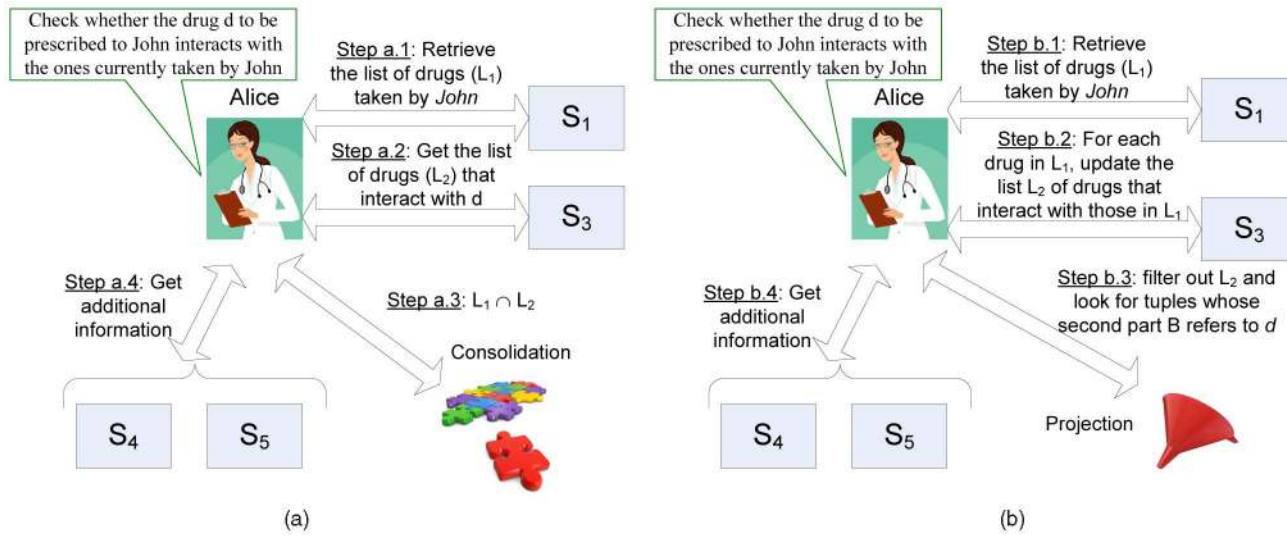 Check whether the drug d to be
prescribed to John interacts with
the ones currently taken by John
Alice
Step a.1: Retrieve
the list of drugs (L₁)
taken by John
S₁
Step a.2: Get the list
of drugs (L₂) that
interact with d
S₃
Step a.4: Get
additional
information
Step a.3: L₁ ∩ L₂
Consolidation
S₄
S₅
(a)
Check whether the drug d to be
prescribed to John interacts with
the ones currently taken by John
Alice
Step b.1: Retrieve
the list of drugs (L₁)
taken by John
S₁
Step b.2: For each
drug in L₁, update the
list L₂ of drugs that
interact with those in L₁
S₃
Step b.4: Get
additional
information
Step b.3: filter out L₂ and
look for tuples whose
second part B refers to d
Projection
S₄
S₅
(b)